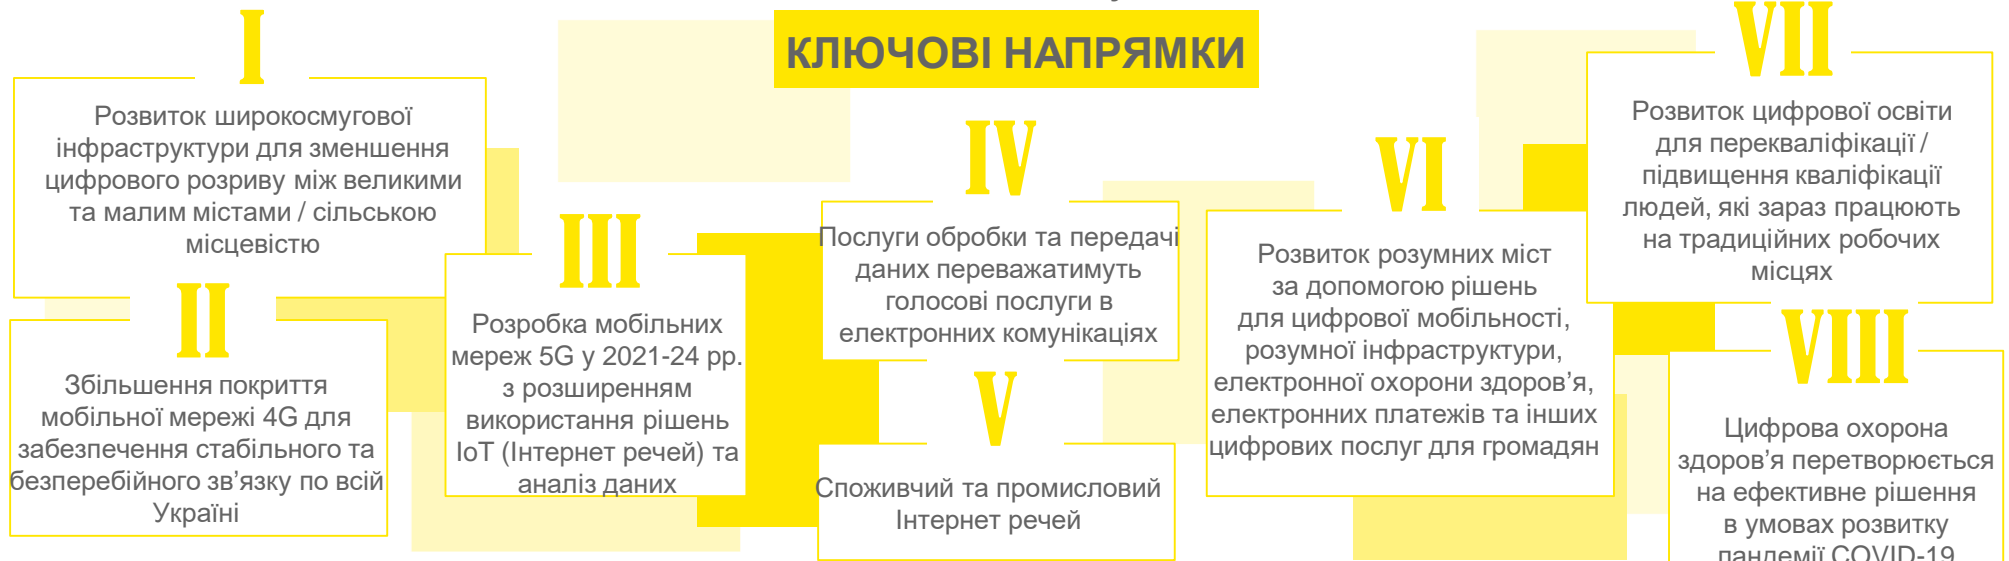 КЛЮЧОВІ НАПРЯМКИ
I
Розвиток широкосмугової
інфраструктури для зменшення
цифрового розриву між великими
та малим містами / сільською
місцевістю
II
Збільшення покриття
мобільної мережі 4G для
забезпечення стабільного та
безперебійного зв’язку по всій
Україні
III
Розробка мобільних
мереж 5G у 2021-24 рр.
з розширенням
використання рішень
IoT (Інтернет речей) та
аналіз даних
IV
Послуги обробки та передачі
даних переважатимуть
голосові послуги в
електронних комунікаціях
V
Споживчий та промисловий
Інтернет речей
VI
Розвиток розумних міст
за допомогою рішень
для цифрової мобільності,
розумної інфраструктури,
електронної охорони здоров’я,
електронних платежів та інших
цифрових послуг для громадян
VII
Розвиток цифрової освіти
для перекваліфікації /
підвищення кваліфікації
людей, які зараз працюють
на традиційних робочих
місцях
VIII
Цифрова охорона
здоров’я перетворюється
на ефективне рішення
в умовах розвитку
пандемії COVID-19